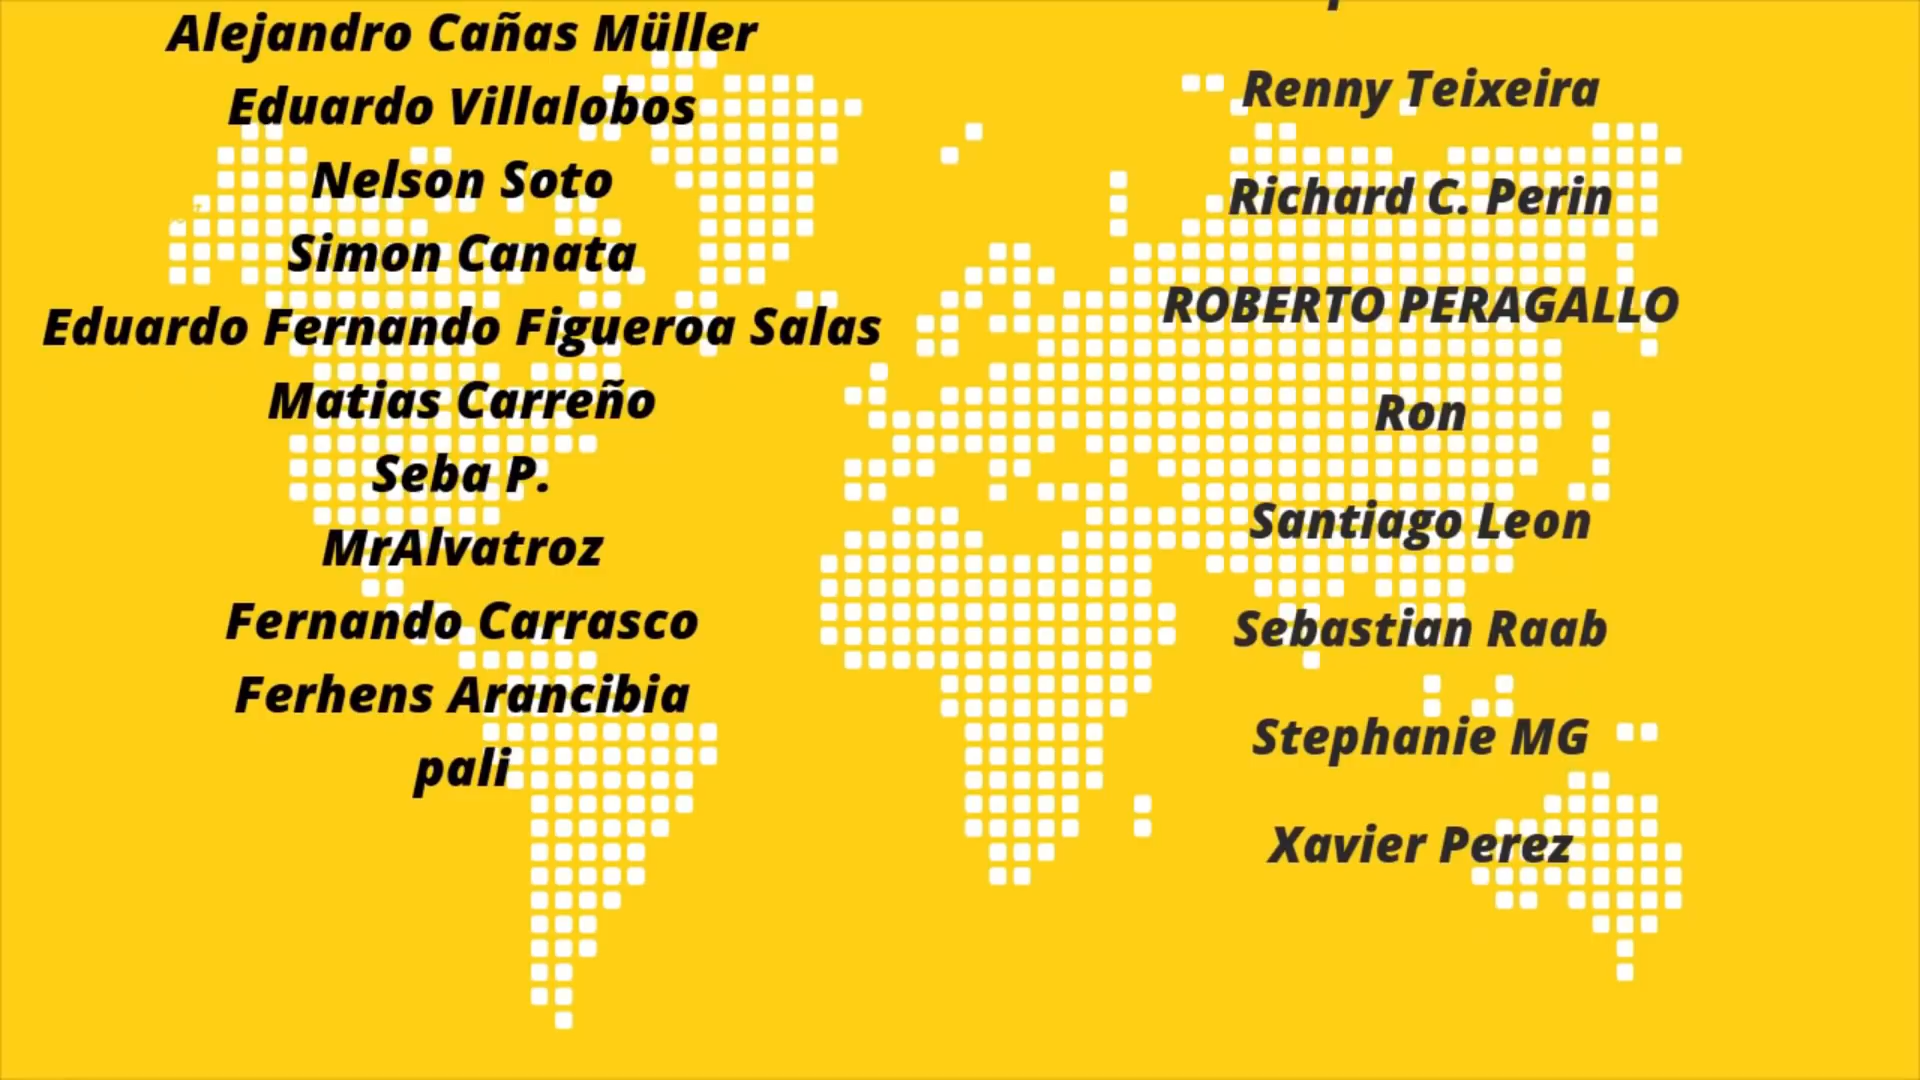 Alejandro Cañas Müller
Eduardo Villalobos
Nelson Soto
Simon Canata
Eduardo Fernando Figueroa Salas
Matias Carreño
Seba P.
MrAlvatroz
Fernando Carrasco
Ferhens Arancibia
pali
Renny Teixeira
Richard C. Perin
ROBERTO PERAGALLO
Ron
Santiago Leon
Sebastian Raab
Stephanie MG
Xavier Perez